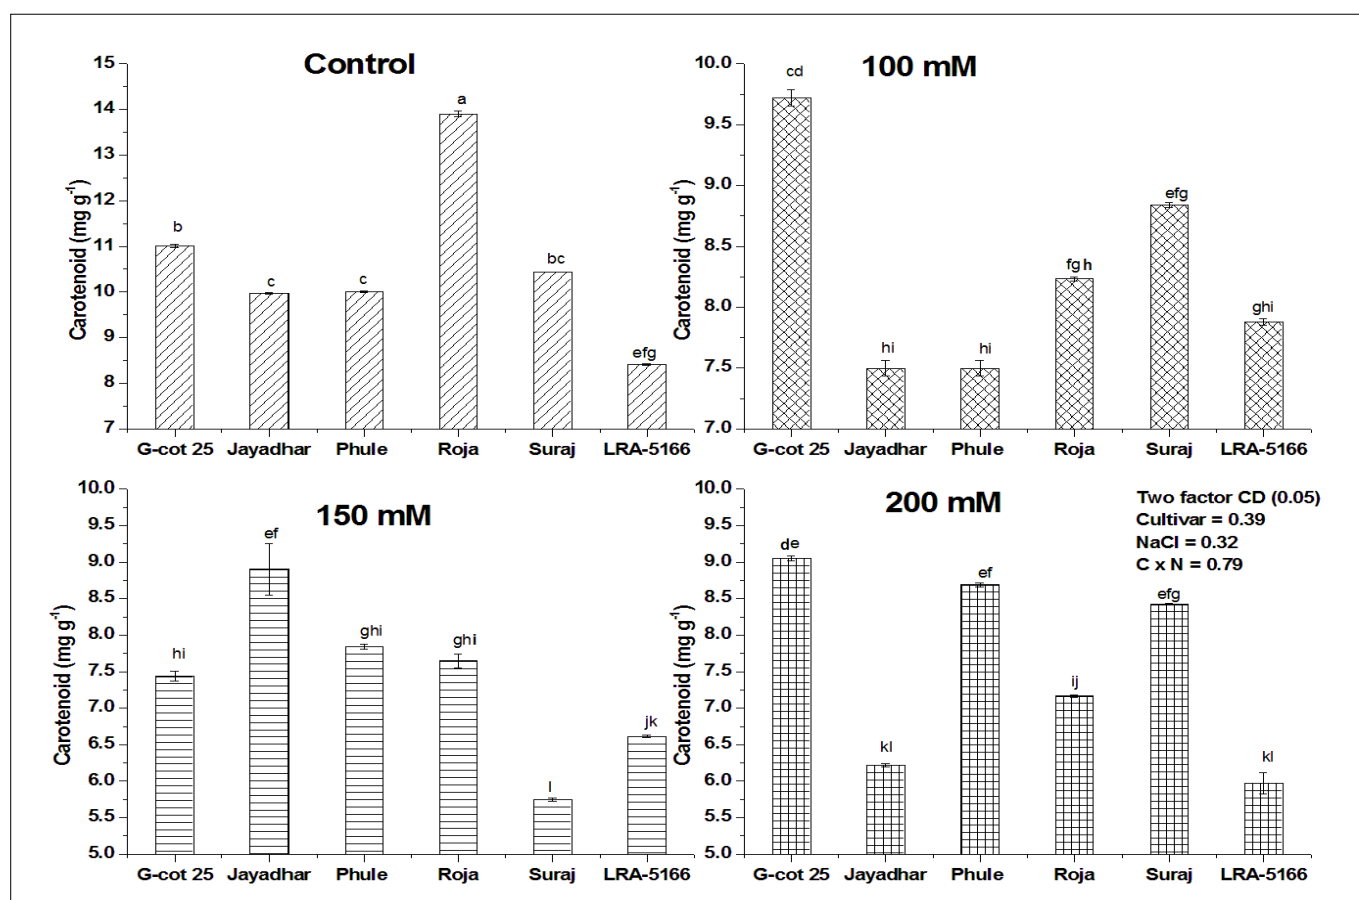 Control
Carotenoid (mg g⁻¹)
15
14
13
12
11
10
9
8
7
b
c
c
a
bc
efg
G-cot 25 Jayadhar Phule Roja Suraj LRA-5166
100 mM
Carotenoid (mg g⁻¹)
10.0
9.5
9.0
8.5
8.0
7.5
7.0
cd
hi
hi
fgh
efg
ghi
G-cot 25 Jayadhar Phule Roja Suraj LRA-5166
150 mM
Carotenoid (mg g⁻¹)
10.0
9.5
9.0
8.5
8.0
7.5
7.0
6.5
6.0
5.5
5.0
hi
ef
ghi
ghi
l
jk
G-cot 25 Jayadhar Phule Roja Suraj LRA-5166
200 mM
Two factor CD (0.05)
Cultivar = 0.39
NaCl = 0.32
C x N = 0.79
Carotenoid (mg g⁻¹)
10.0
9.5
9.0
8.5
8.0
7.5
7.0
6.5
6.0
5.5
5.0
de
kl
ef
ij
efg
kl
G-cot 25 Jayadhar Phule Roja Suraj LRA-5166